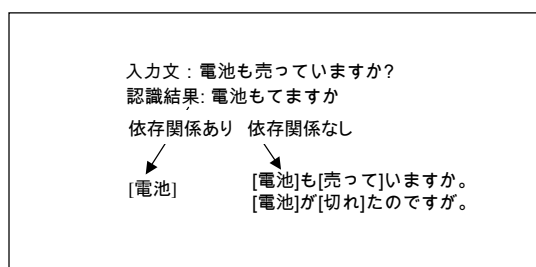 入力文：電池も売っていますか?
認識結果: 電池もてますか
依存関係あり 依存関係なし
[電池]
[電池]も[売って]いますか。
[電池]が[切れ]たのですが。